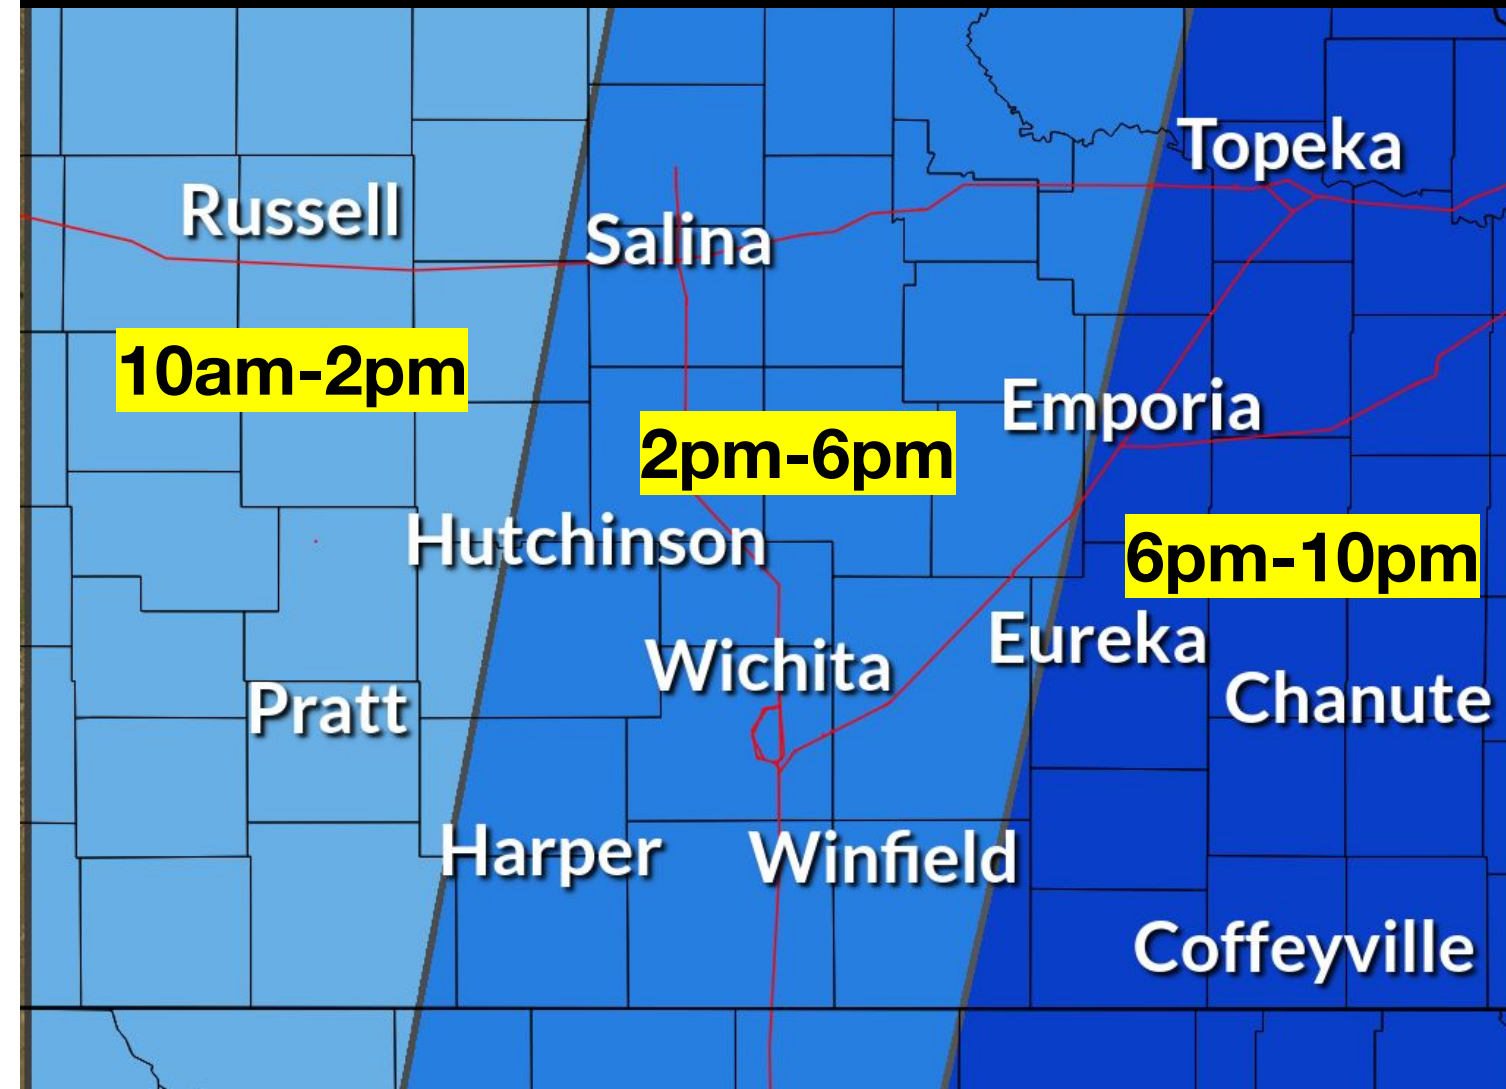 Topeka
Russell
Salina
10am-2pm
Emporia
2pm-6pm
Hutchinson
6pm-10pm
Eureka
Wichita
Chanute
Pratt
Harper
Winfield
Coffeyville